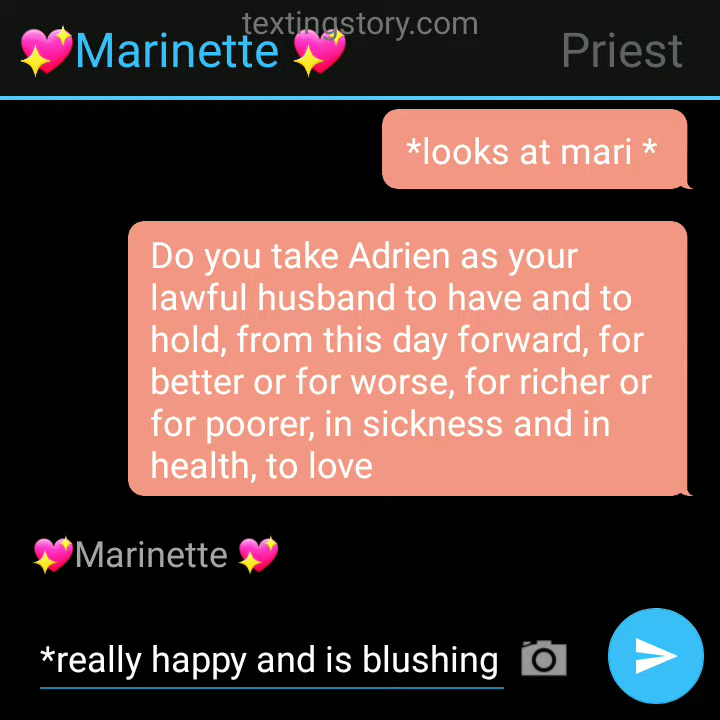 textingstory.com
💖Marinette 💖 Priest
*looks at mari *
Do you take Adrien as your
lawful husband to have and to
hold, from this day forward, for
better or for worse, for richer or
for poorer, in sickness and in
health, to love
💖Marinette 💖
*really happy and is blushing